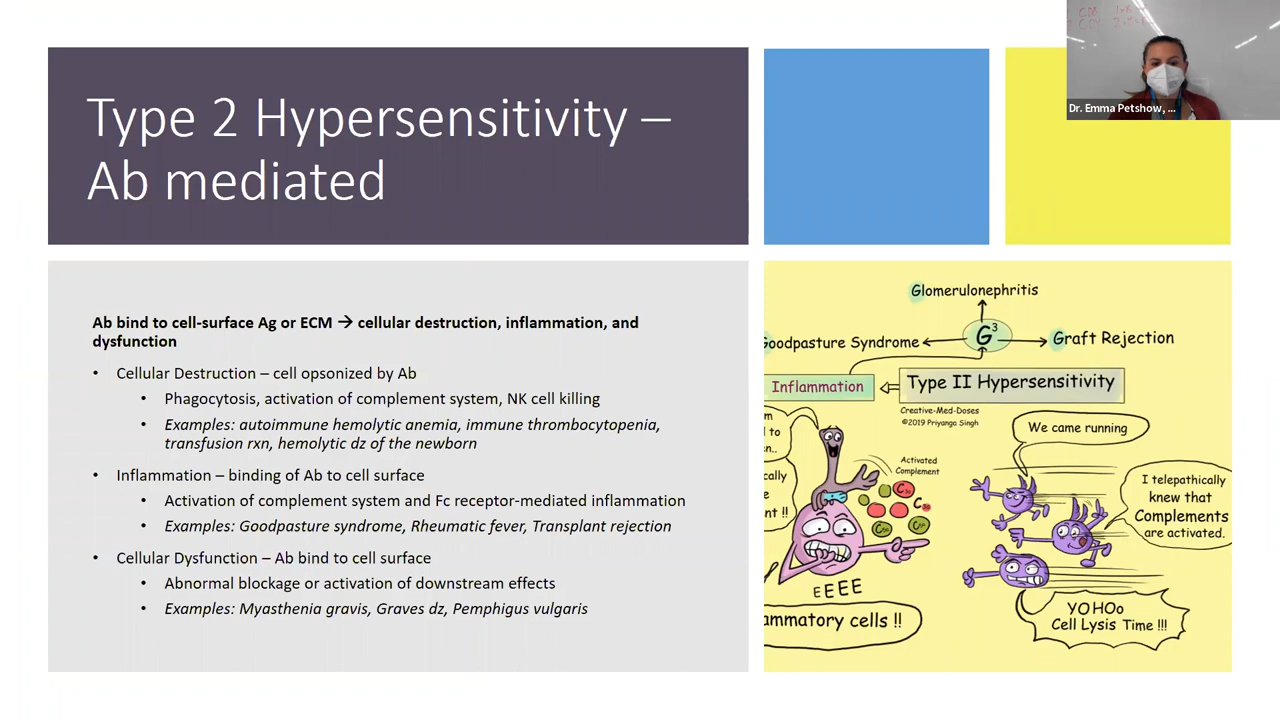 Type 2 Hypersensitivity –
Ab mediated
Dr. Emma Petshow, ...
Ab bind to cell-surface Ag or ECM → cellular destruction, inflammation, and
dysfunction
• Cellular Destruction – cell opsonized by Ab
• Phagocytosis, activation of complement system, NK cell killing
• Examples: autoimmune hemolytic anemia, immune thrombocytopenia,
transfusion rxn, hemolytic dz of the newborn
• Inflammation – binding of Ab to cell surface
• Activation of complement system and Fc receptor-mediated inflammation
• Examples: Goodpasture syndrome, Rheumatic fever, Transplant rejection
• Cellular Dysfunction – Ab bind to cell surface
• Abnormal blockage or activation of downstream effects
• Examples: Myasthenia gravis, Graves dz, Pemphigus vulgaris
Glomerulonephritis
Goodpasture Syndrome
G³
Graft Rejection
Inflammation
Type II Hypersensitivity
Creative-Med-Doses
©2019 Priyanga Singh
We came running
Activated
Complement
I telepathically
knew that
Complements
are activated.
EEEE
ammatory cells !!
YOHOo
Cell Lysis Time !!!